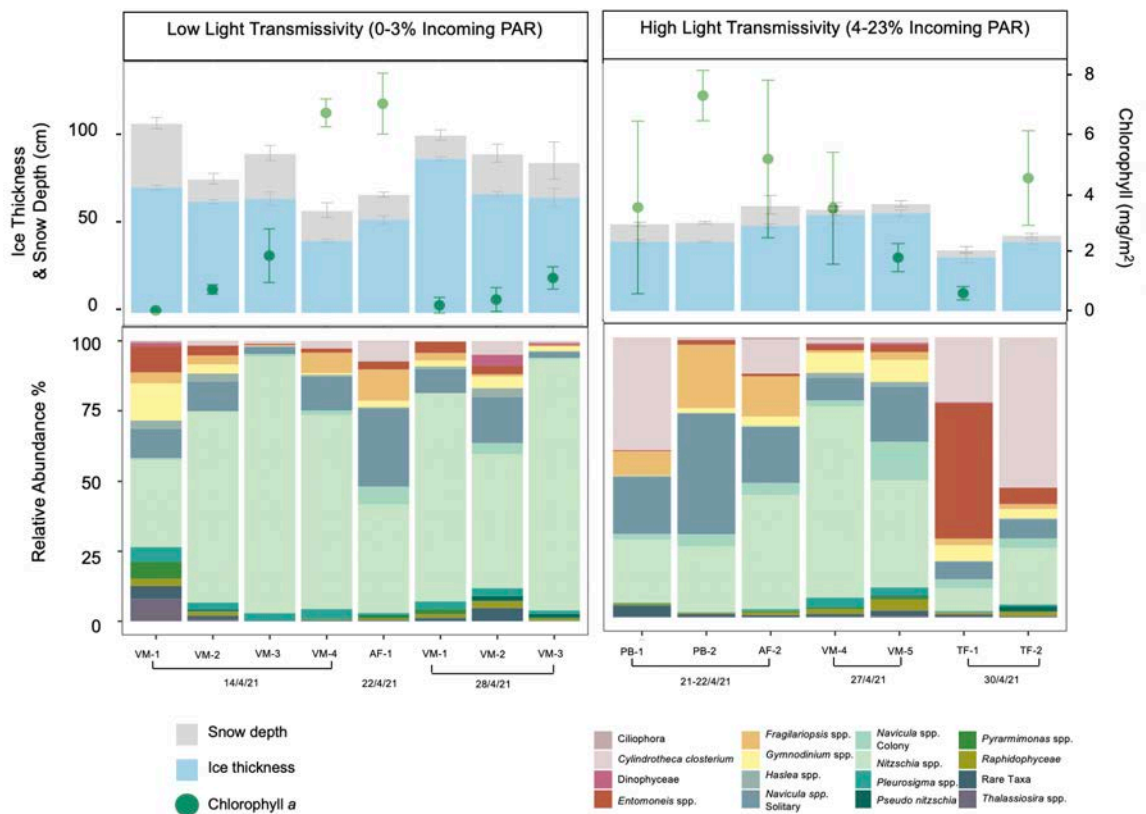 Low Light Transmissivity (0-3% Incoming PAR)
High Light Transmissivity (4-23% Incoming PAR)
Ice Thickness
& Snow Depth (cm)
100
50
0
8
6
4
2
0
Chlorophyll (mg/m²)
Relative Abundance %
100
75
50
25
0
VM-1 VM-2 VM-3 VM-4 AF-1 VM-1 VM-2 VM-3
14/4/21 22/4/21 28/4/21
PB-1 PB-2 AF-2 VM-4 VM-5 TF-1 TF-2
21-22/4/21 27/4/21 30/4/21
Snow depth
Ice thickness
Chlorophyll a
Ciliophora
Cylindrotheca closterium
Dinophyceae
Entomoneis spp.
Fragilariopsis spp.
Gymnodinium spp.
Haslea spp.
Navicula spp.
Solitary
Navicula spp.
Colony
Nitzschia spp.
Pleurosigma spp.
Pseudo nitzschia
Pyrarmimonas spp.
Raphidophyceae
Rare Taxa
Thalassiosira spp.